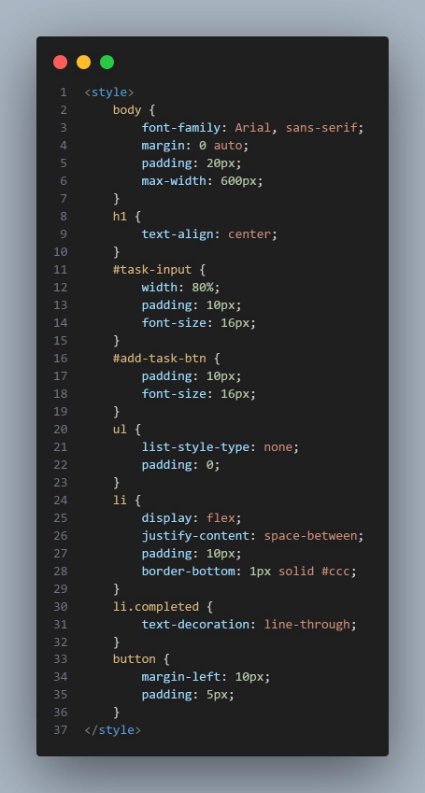 1 <style>
2 body {
3 font-family: Arial, sans-serif;
4 margin: 0 auto;
5 padding: 20px;
6 max-width: 600px;
7 }
8 h1 {
9 text-align: center;
10 }
11 #task-input {
12 width: 80%;
13 padding: 10px;
14 font-size: 16px;
15 }
16 #add-task-btn {
17 padding: 10px;
18 font-size: 16px;
19 }
20 ul {
21 list-style-type: none;
22 padding: 0;
23 }
24 li {
25 display: flex;
26 justify-content: space-between;
27 padding: 10px;
28 border-bottom: 1px solid #ccc;
29 }
30 li.completed {
31 text-decoration: line-through;
32 }
33 button {
34 margin-left: 10px;
35 padding: 5px;
36 }
37 </style>